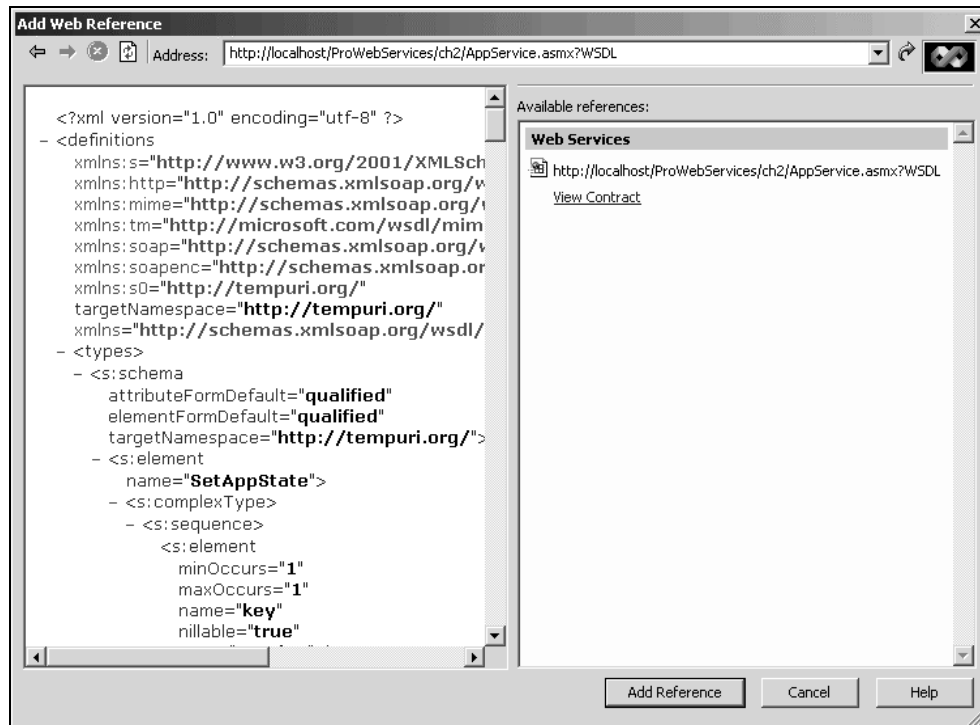 Add Web Reference
Address: http://localhost/ProWebServices/ch2/AppService.asmx?WSDL
<?xml version="1.0" encoding="utf-8" ?>
- <definitions
xmlns:s="http://www.w3.org/2001/XMLSch
xmlns:http="http://schemas.xmlsoap.org/w
xmlns:mime="http://schemas.xmlsoap.org/
xmlns:tm="http://microsoft.com/wsdl/mim
xmlns:soap="http://schemas.xmlsoap.org/w
xmlns:soapenc="http://schemas.xmlsoap.or
xmlns:s0="http://tempuri.org/"
targetNamespace="http://tempuri.org/"
xmlns="http://schemas.xmlsoap.org/wsdl/
- <types>
- <s:schema
attributeFormDefault="qualified"
elementFormDefault="qualified"
targetNamespace="http://tempuri.org/">
- <s:element
name="SetAppState">
- <s:complexType>
- <s:sequence>
<s:element
minOccurs="1"
maxOccurs="1"
name="key"
nillable="true"
Available references:
Web Services
http://localhost/ProWebServices/ch2/AppService.asmx?WSDL
View Contract
Add Reference
Cancel
Help